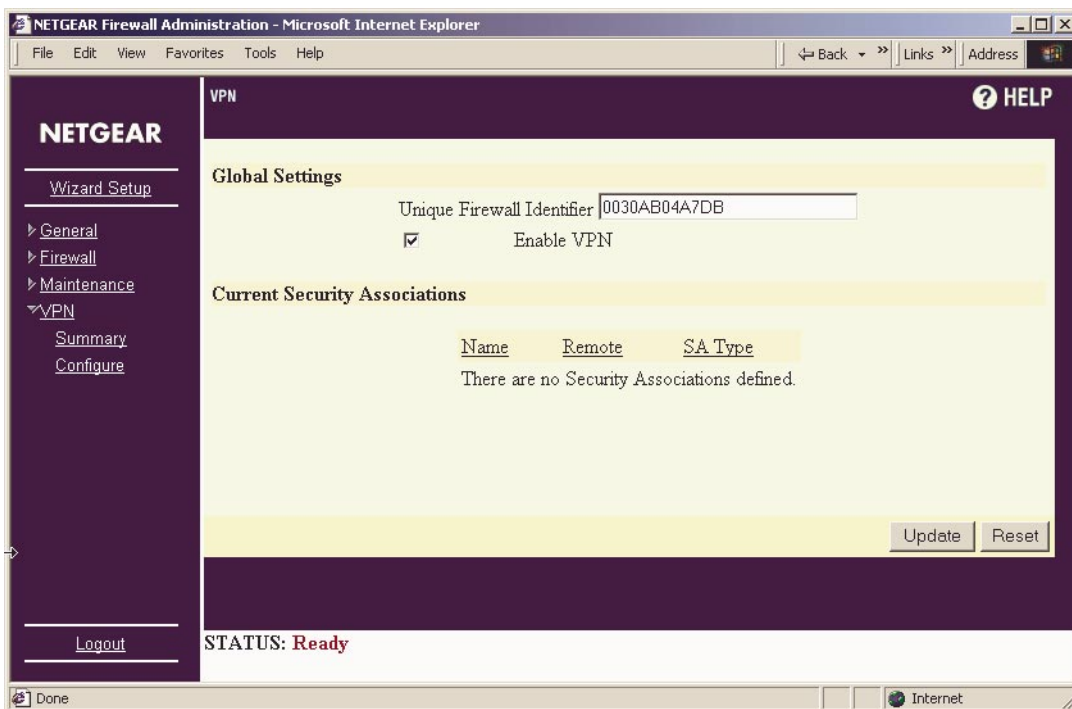 NETGEAR Firewall Administration - Microsoft Internet Explorer
File Edit View Favorites Tools Help
Back » Links » Address
NETGEAR
Wizard Setup
General
Firewall
Maintenance
VPN
Summary
Configure
Logout
VPN
? HELP
Global Settings
Unique Firewall Identifier 0030AB04A7DB
Enable VPN
Current Security Associations
Name Remote SA Type
There are no Security Associations defined.
Update Reset
STATUS: Ready
Done Internet